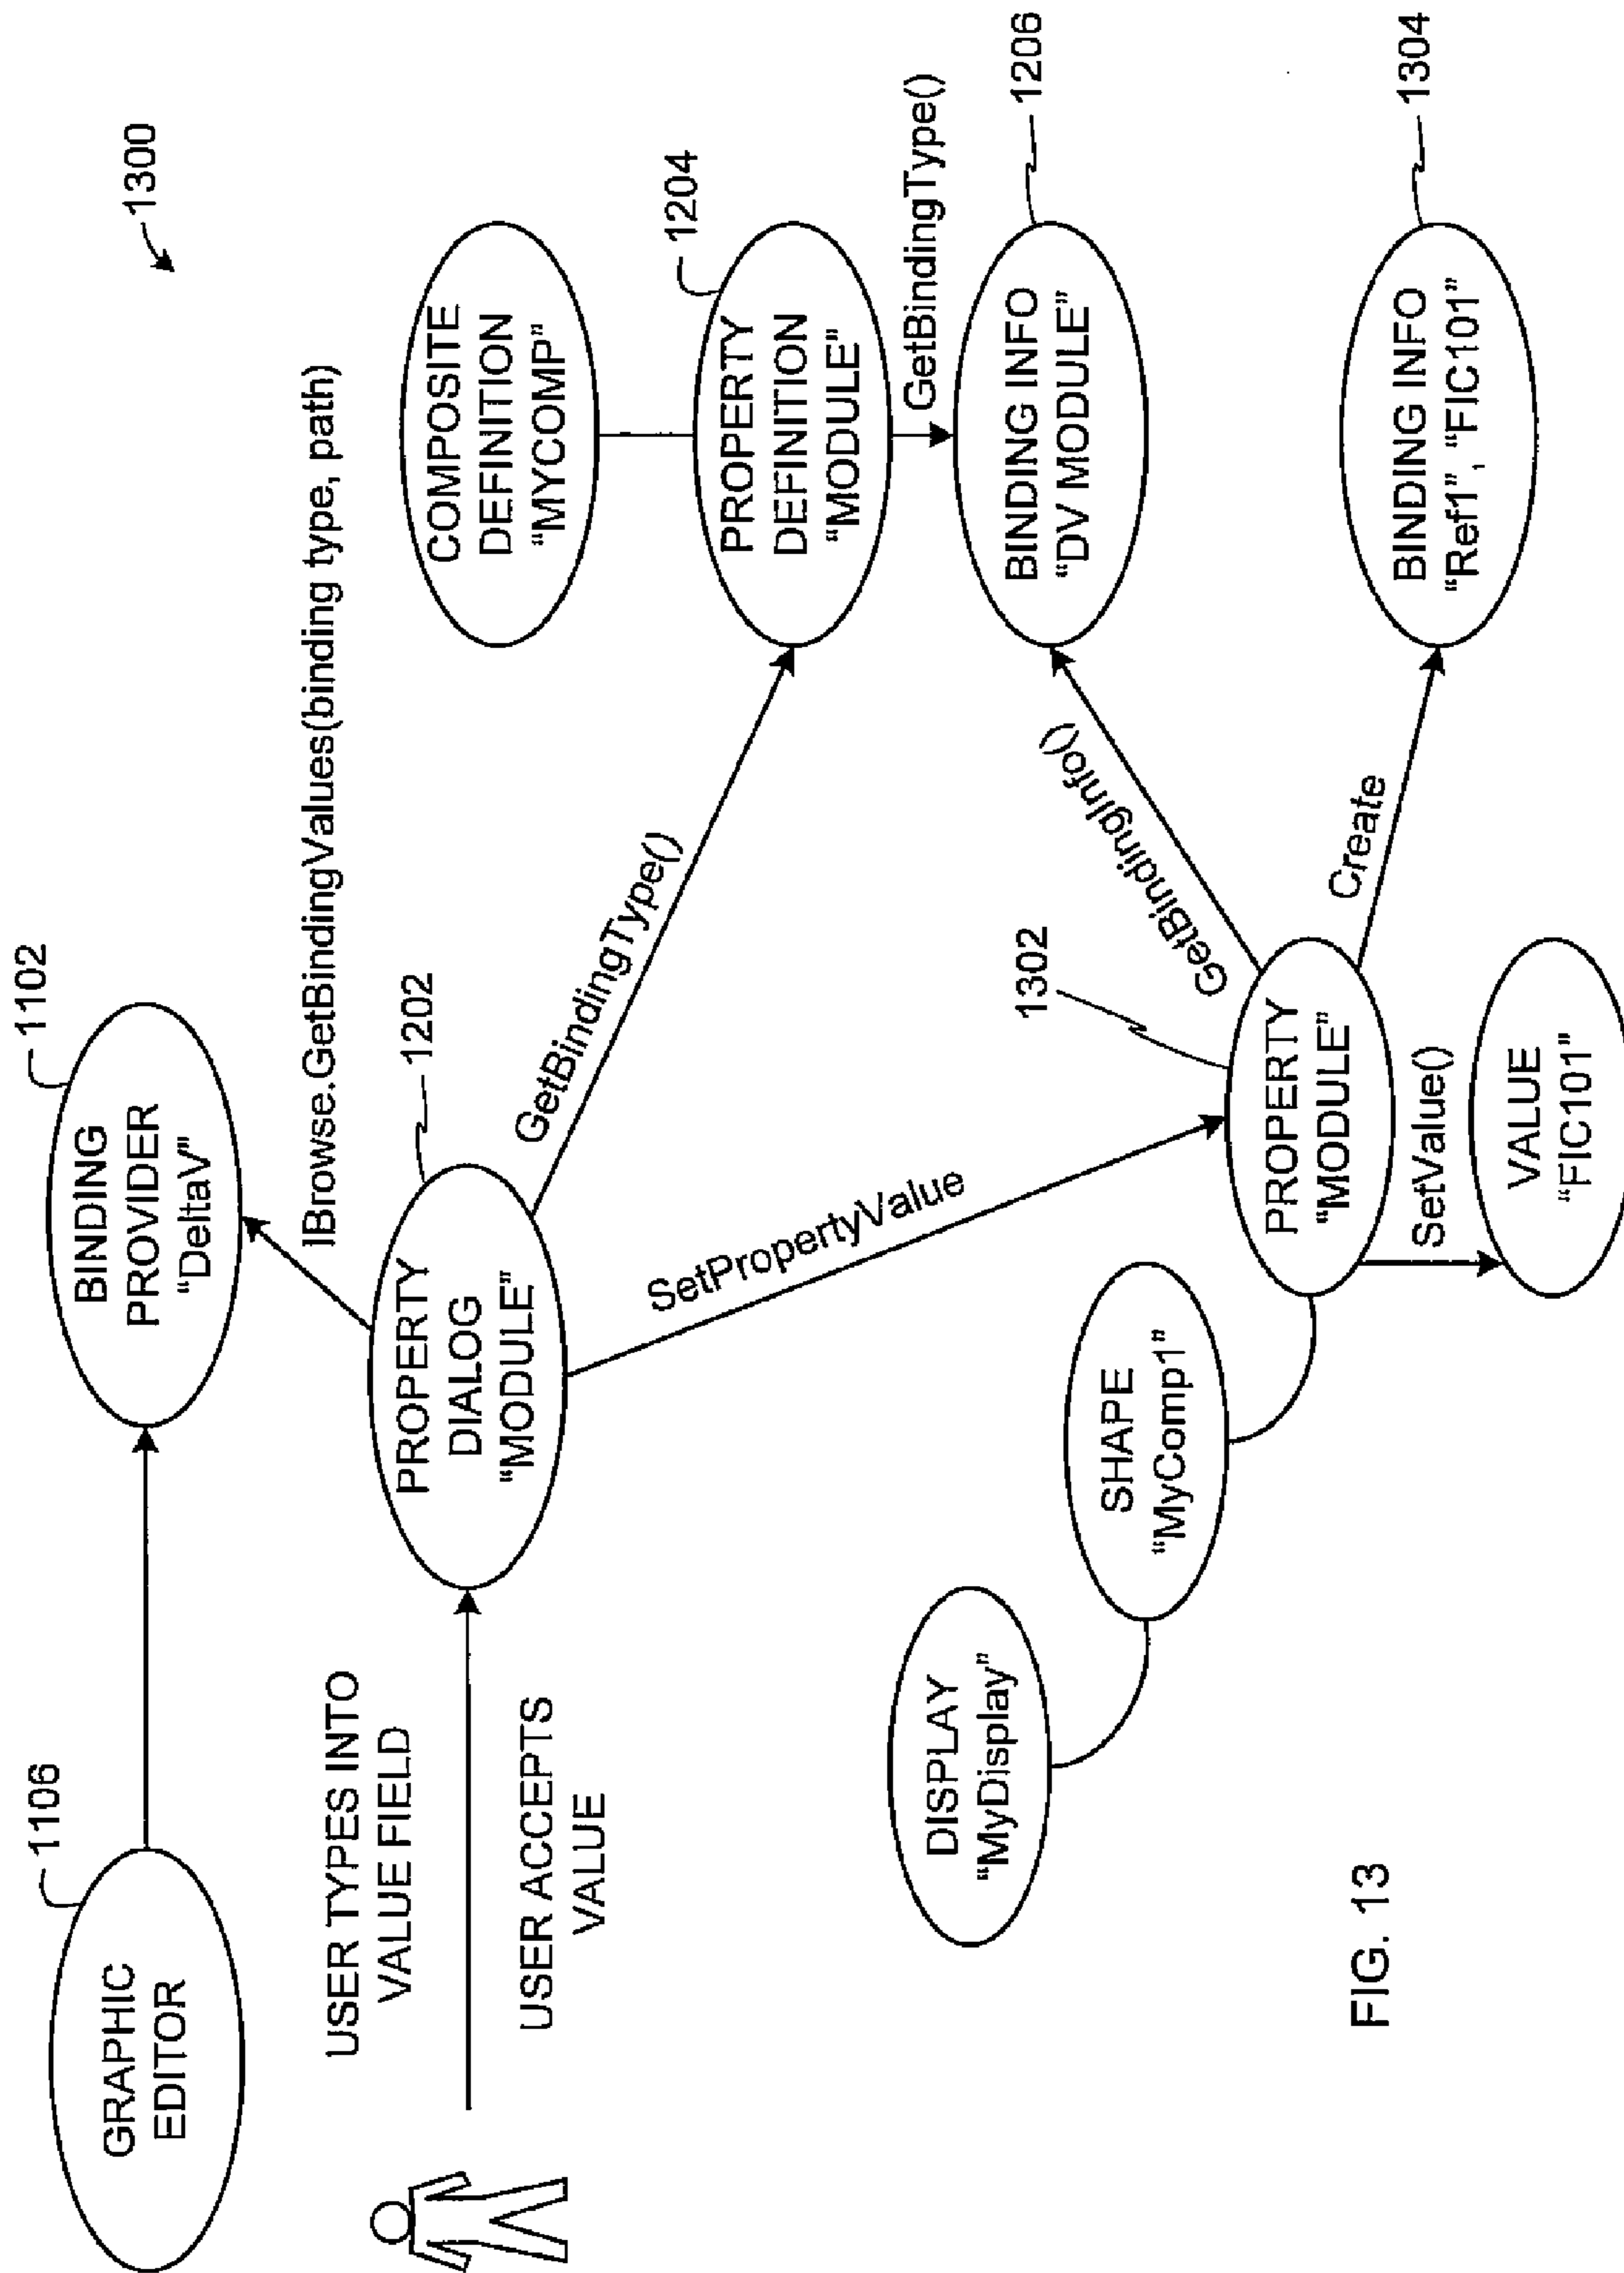 1300
1106
GRAPHIC
EDITOR
1102
BINDING
PROVIDER
“DeltaV”
IBrowse.GetBindingValues(binding type, path)
USER TYPES INTO
VALUE FIELD
USER ACCEPTS
VALUE
1202
PROPERTY
DIALOG
“MODULE”
GetBindingType()
COMPOSITE
DEFINITION
“MYCOMP”
1204
PROPERTY
DEFINITION
“MODULE”
GetBindingType()
SetPropertyValue
BINDING INFO
“DV MODULE”
1206
DISPLAY
“MyDisplay”
SHAPE
“MyComp1”
1302
PROPERTY
“MODULE”
GetBindingInfo()
Create
SetValue()
VALUE
“FIC101”
BINDING INFO
“Ref1”, “FIC101”
1304
FIG. 13